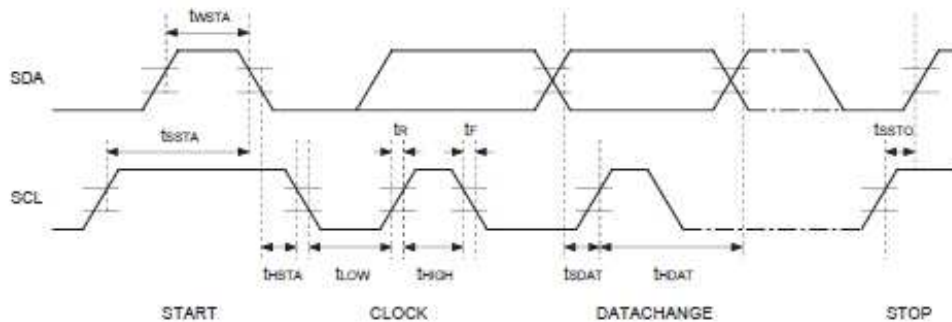 tWSTA
SDA
tSSTA
tR
tF
tSSTO
SCL
tHSTA
tLOW
tHIGH
tSDAT
tHDAT
START
CLOCK
DATACHANGE
STOP